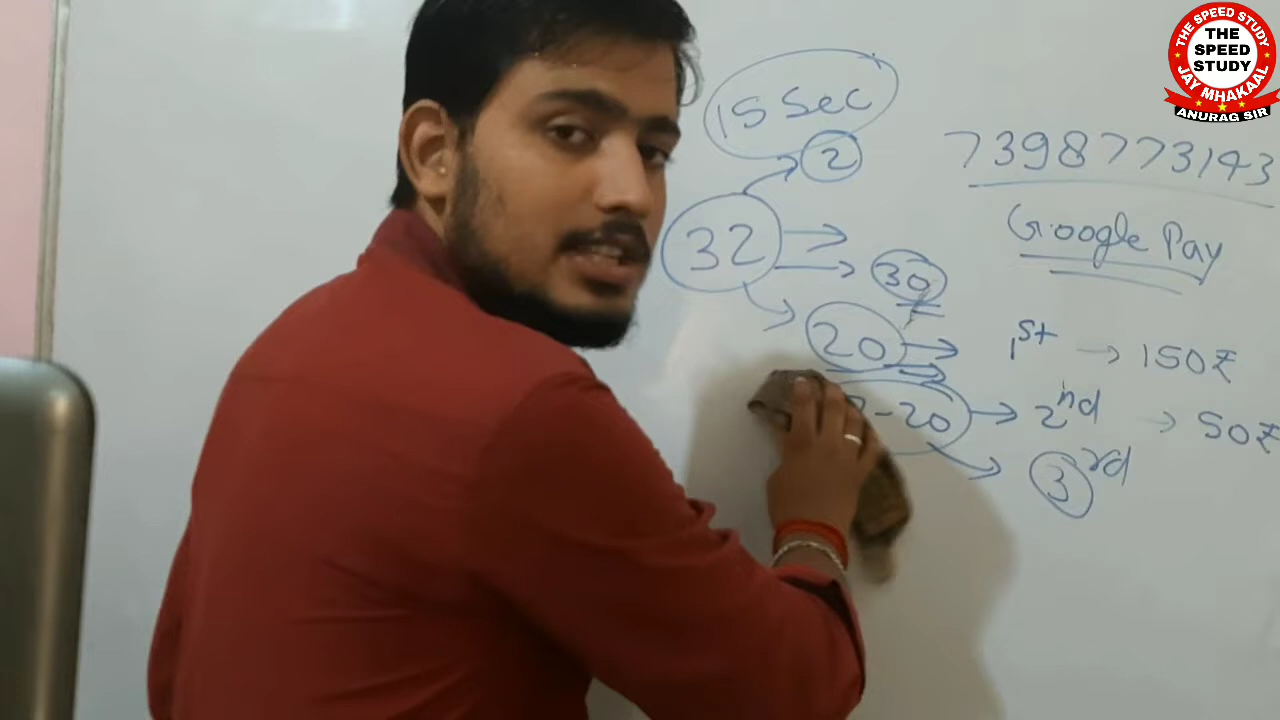 THE SPEED STUDY
THE
SPEED
STUDY
JAY MHAKAAL
ANURAG SIR
15 Sec
2
7398773143
32
Google Pay
30
20
1st → 150₹
-20 → 2nd → 50₹
3rd